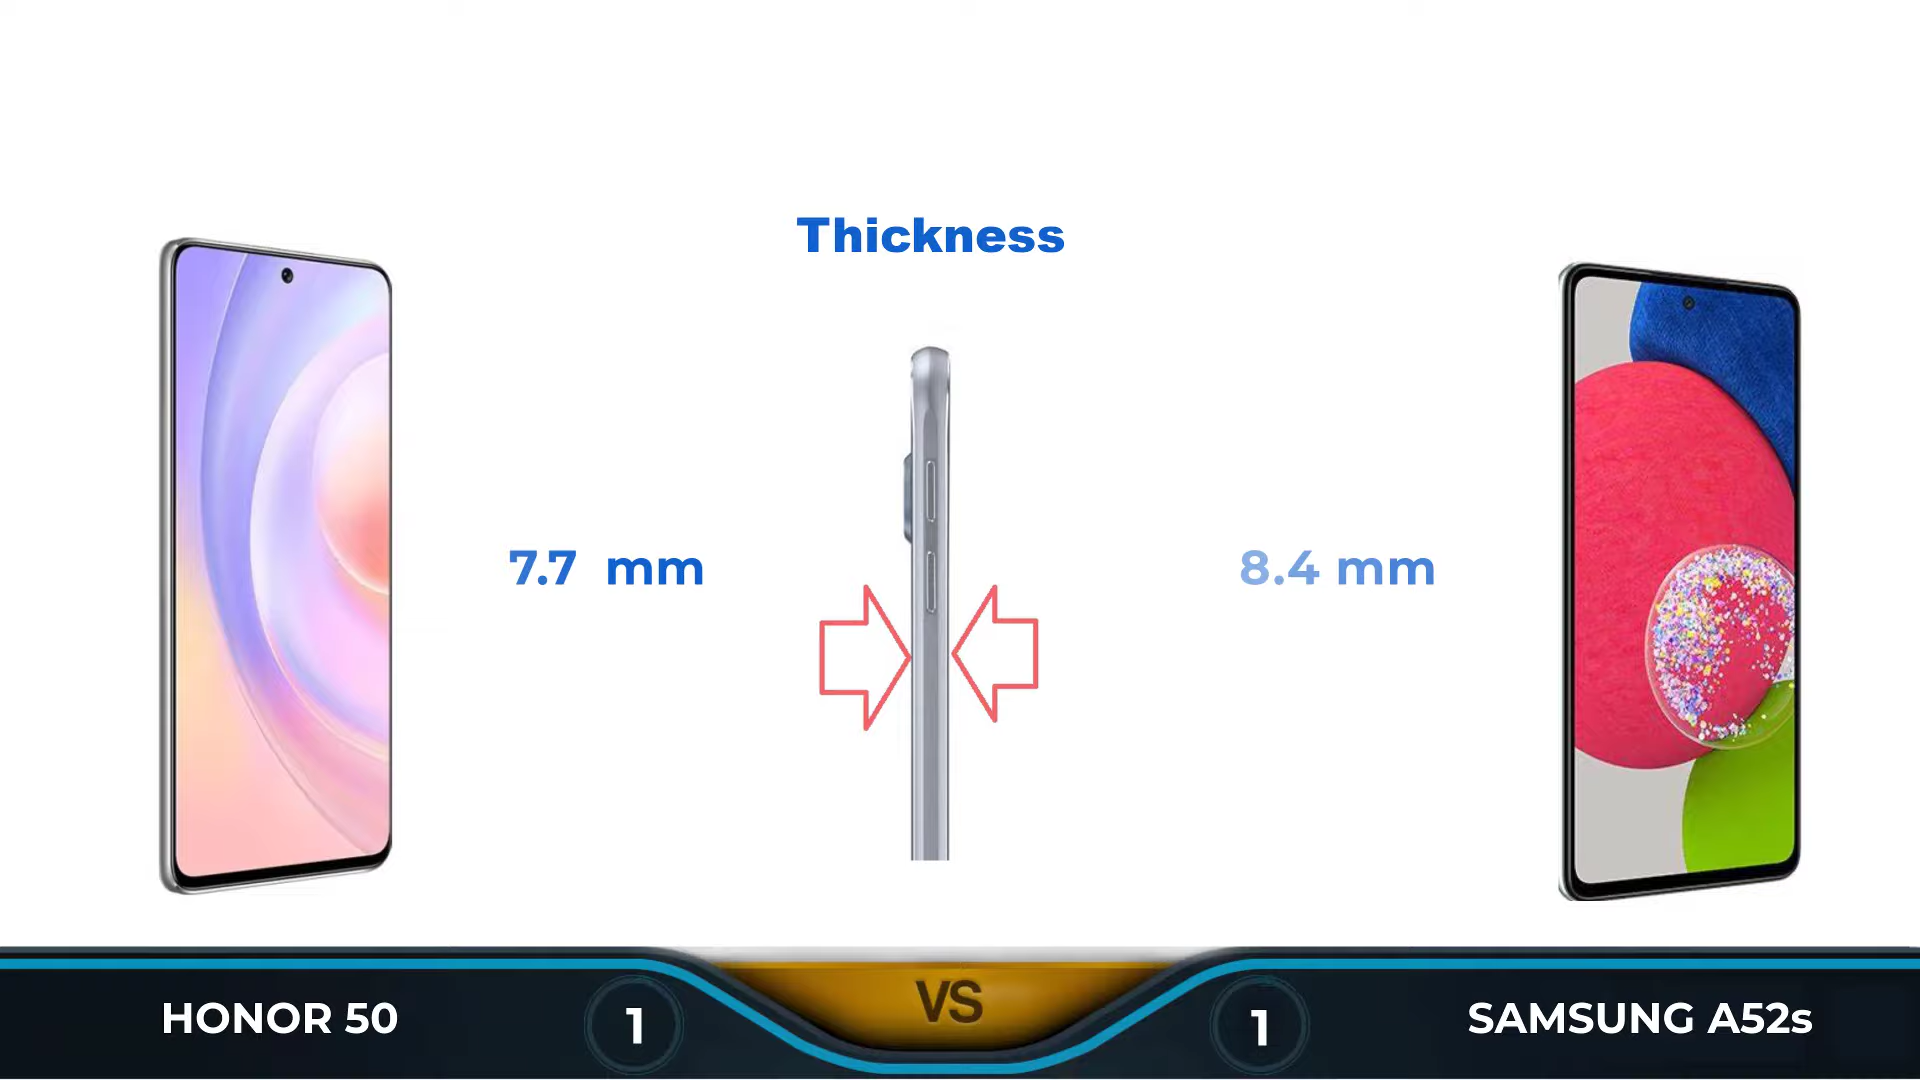 Thickness
7.7 mm
8.4 mm
HONOR 50
1
VS
1
SAMSUNG A52s